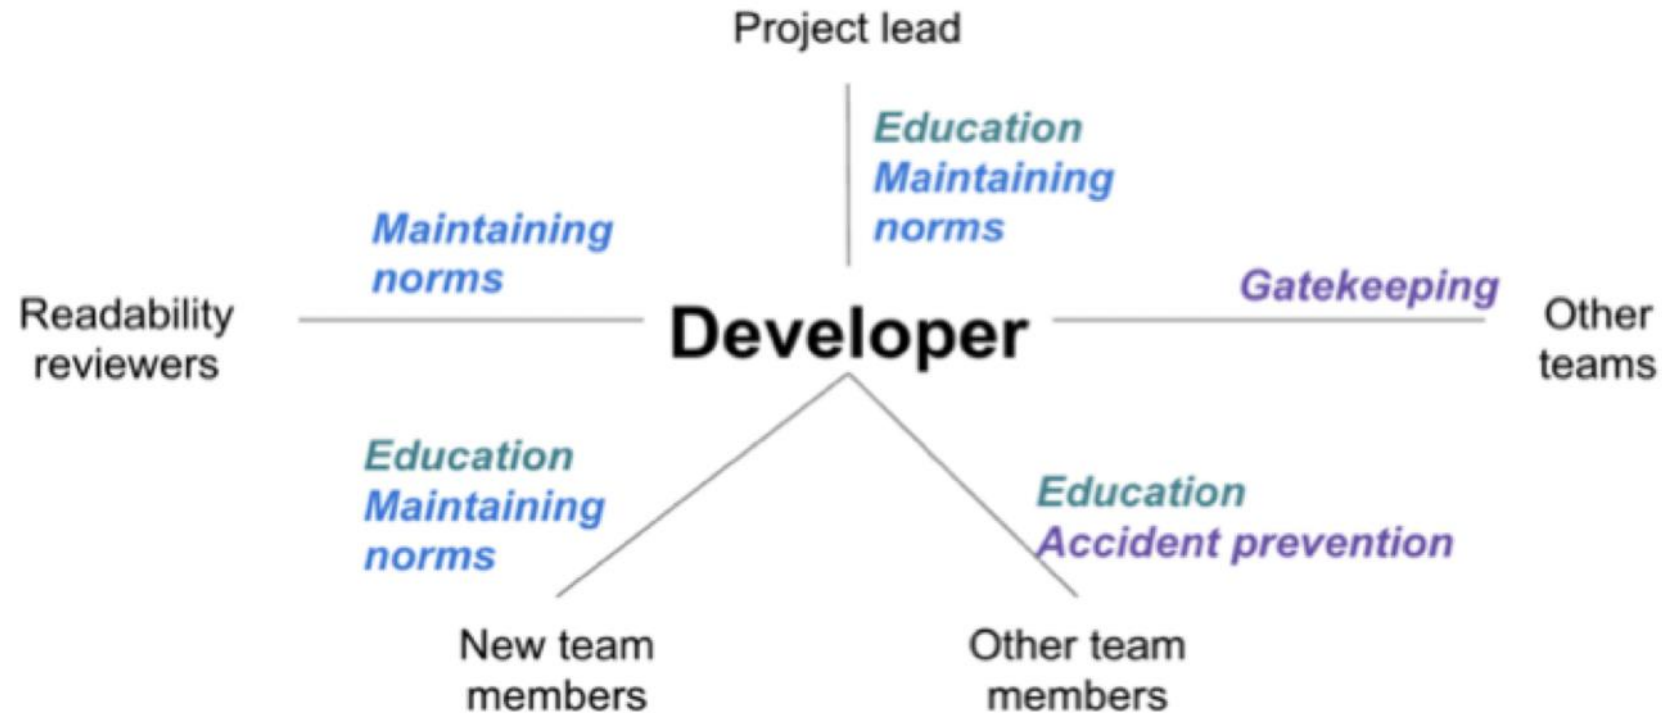 Project lead
Education
Maintaining
norms
Maintaining
norms
Gatekeeping
Readability
reviewers
Developer
Other
teams
Education
Maintaining
norms
Education
Accident prevention
New team
members
Other team
members